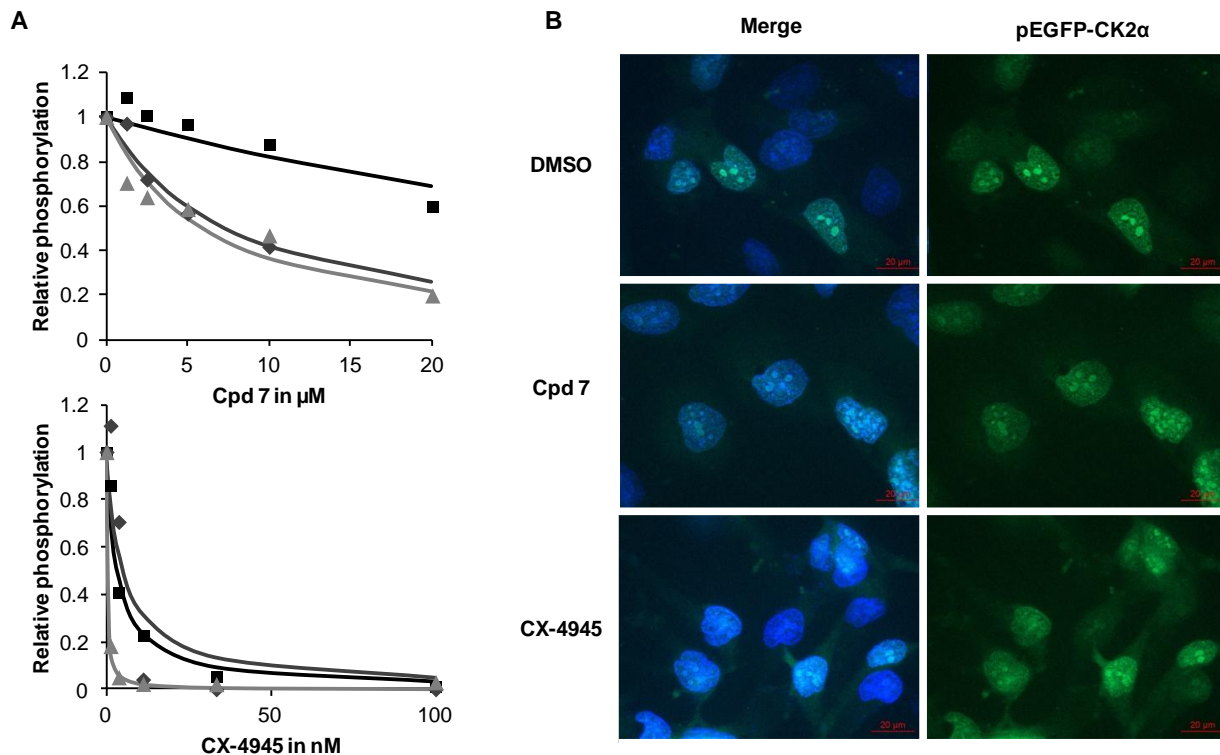 A
B
Merge
pEGFP-CK2α
1.2
1
0.8
0.6
0.4
0.2
0
Relative phosphorylation
0 5 10 15 20
Cpd 7 in µM
1.2
1
0.8
0.6
0.4
0.2
0
Relative phosphorylation
0 50 100
CX-4945 in nM
DMSO
20 µm
20 µm
Cpd 7
20 µm
20 µm
CX-4945
20 µm
20 µm